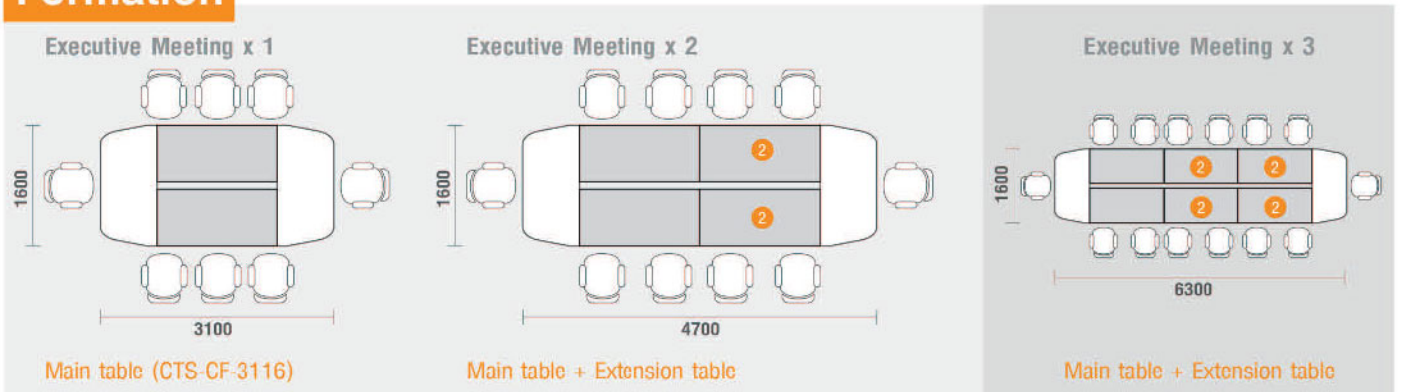 Formation
Executive Meeting x 1
Executive Meeting x 2
Executive Meeting x 3
1600
3100
1600
2
2
4700
1600
2
2
2
2
6300
Main table (CTS-CF-3116)
Main table + Extension table
Main table + Extension table